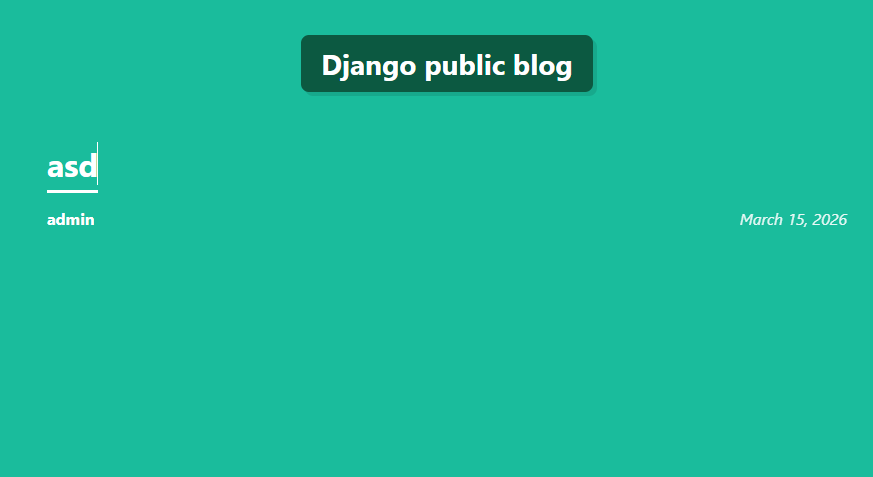 Django public blog
asd
admin
March 15, 2026